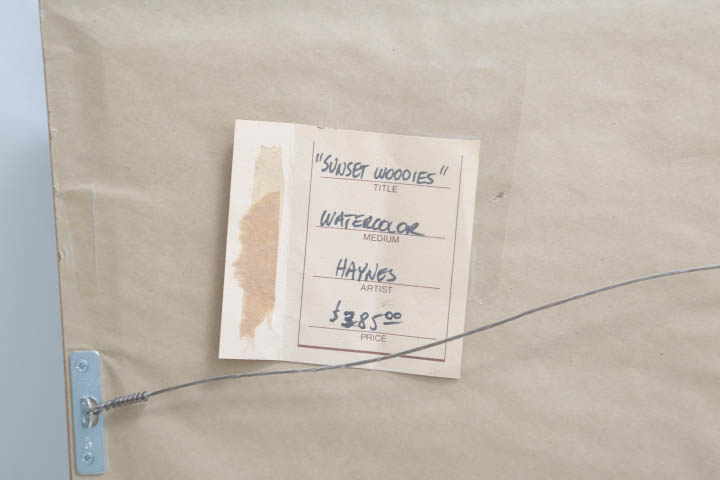 "SUNSET WOODIES"
TITLE
WATERCOLOR
MEDIUM
HAYNES
ARTIST
$385.00
PRICE